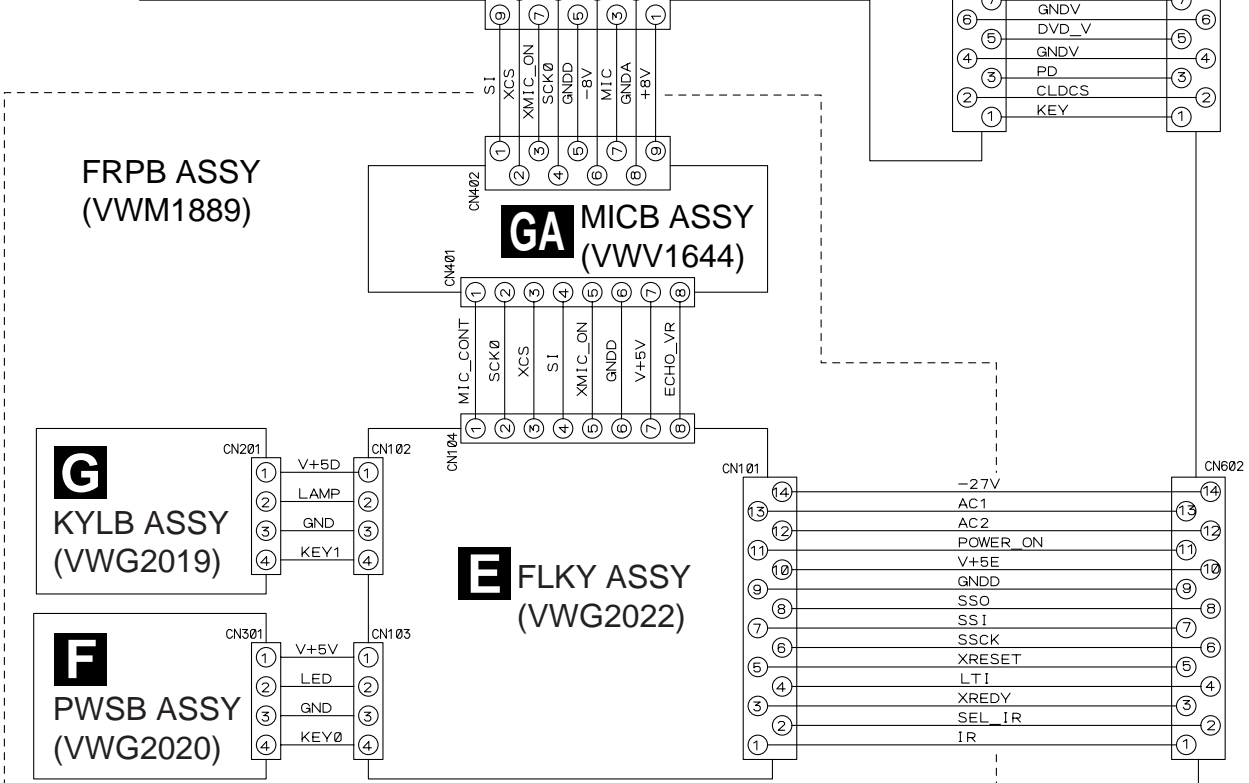 9 7 5 3 1
SI
XCS
XMIC_ON
SCK0
GNDD
-8V
MIC
GNDA
+8V
1 2 3 4 5 6 7 8 9
CN402
7 7
GNDV
6 6
DVD_V
5 5
GNDV
4 4
PD
3 3
CLDCS
2 2
KEY
1 1
FRPB ASSY
(VWM1889)
GA MICB ASSY
(VWV1644)
CN401
1 2 3 4 5 6 7 8
MIC_CONT
SCK0
XCS
SI
XMIC_ON
GNDD
V+5V
ECHO_VR
1 2 3 4 5 6 7 8
CN104
G
KYLB ASSY
(VWG2019)
CN201 CN102
1 V+5D 1
2 LAMP 2
3 GND 3
4 KEY1 4
F
PWSB ASSY
(VWG2020)
CN301 CN103
1 V+5V 1
2 LED 2
3 GND 3
4 KEY0 4
E FLKY ASSY
(VWG2022)
CN101 CN602
14 -27V 14
13 AC1 13
12 AC2 12
11 POWER_ON 11
10 V+5E 10
9 GNDD 9
8 SSO 8
7 SSI 7
6 SSCK 6
5 XRESET 5
4 LTI 4
3 XREDY 3
2 SEL_IR 2
1 IR 1